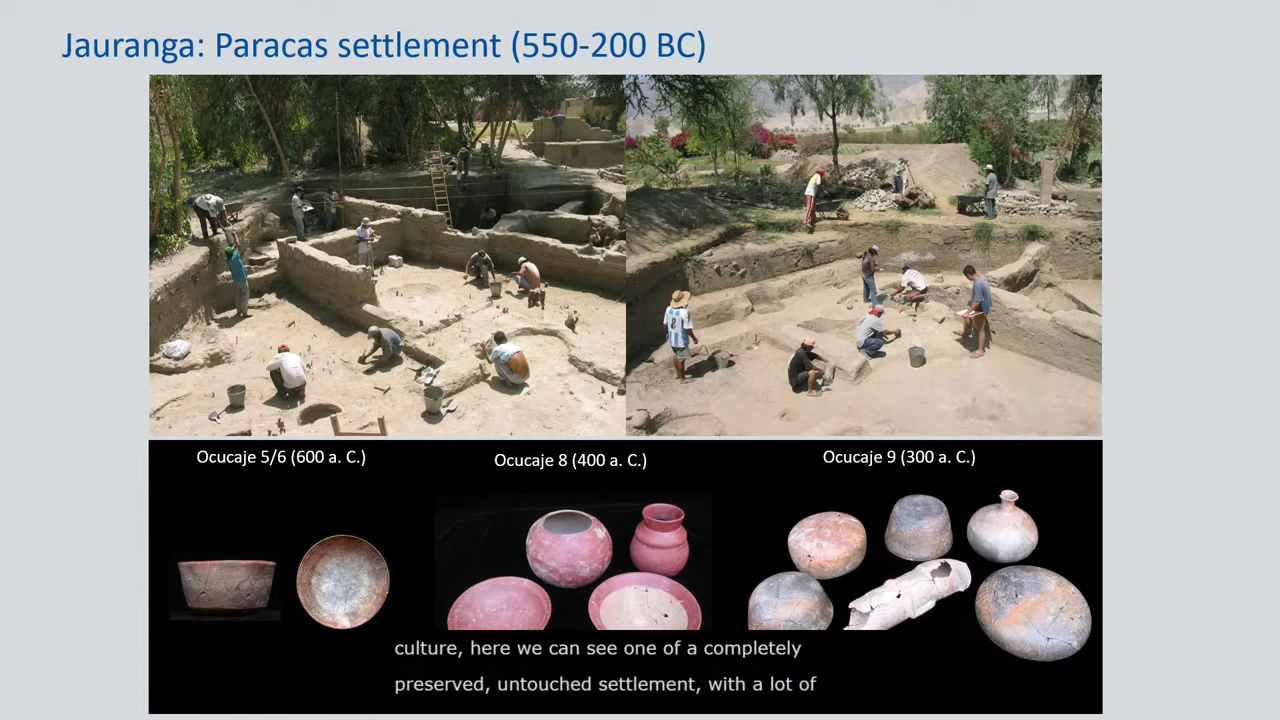 Jauranga: Paracas settlement (550-200 BC)
Ocucaje 5/6 (600 a. C.)
Ocucaje 8 (400 a. C.)
Ocucaje 9 (300 a. C.)
culture, here we can see one of a completely
preserved, untouched settlement, with a lot of